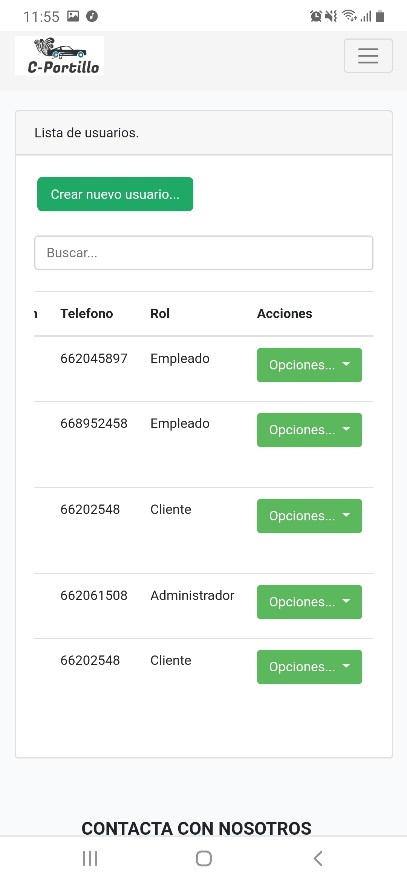 11:55
C-Portillo
Lista de usuarios.
Crear nuevo usuario...
Buscar...
Telefono Rol Acciones
662045897 Empleado Opciones...
668952458 Empleado Opciones...
66202548 Cliente Opciones...
662061508 Administrador Opciones...
66202548 Cliente Opciones...
CONTACTA CON NOSOTROS